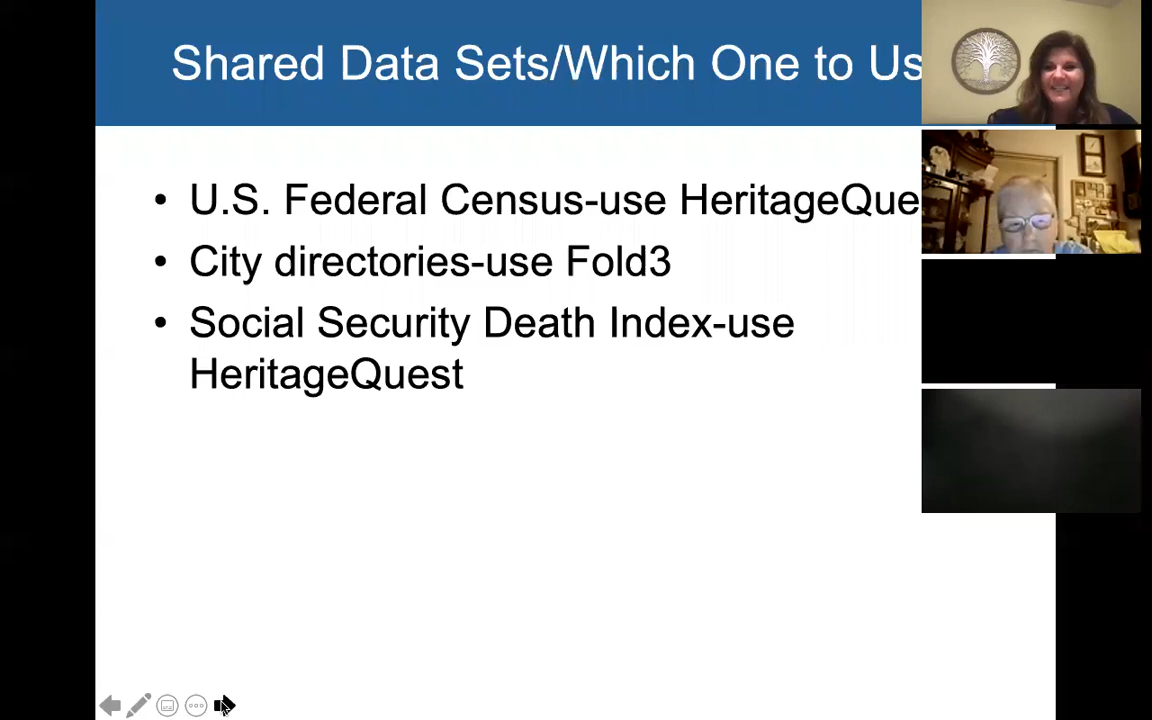 Shared Data Sets/Which One to Us
• U.S. Federal Census-use HeritageQue
• City directories-use Fold3
• Social Security Death Index-use
HeritageQuest